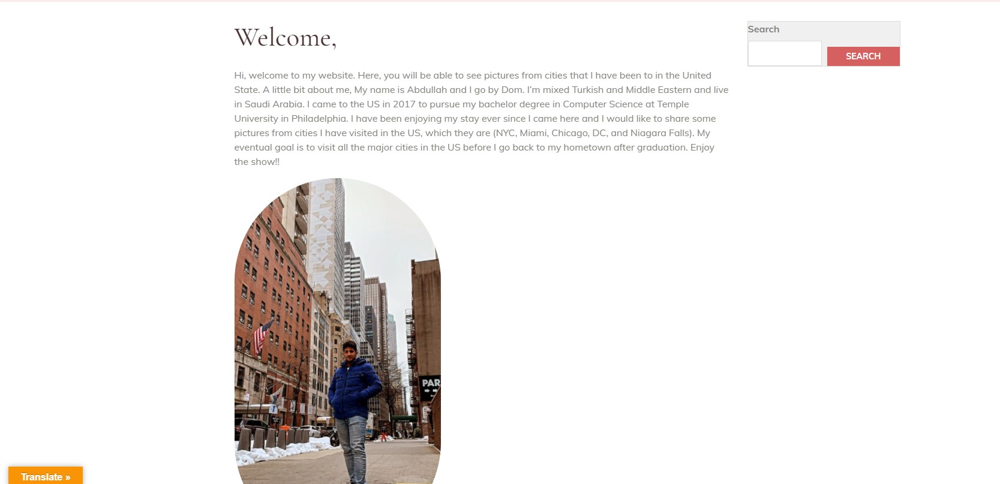 Welcome,
Search
SEARCH
Hi, welcome to my website. Here, you will be able to see pictures from cities that I have been to in the United
State. A little bit about me, My name is Abdullah and I go by Dom. I'm mixed Turkish and Middle Eastern and live
in Saudi Arabia. I came to the US in 2017 to pursue my bachelor degree in Computer Science at Temple
University in Philadelphia. I have been enjoying my stay ever since I came here and I would like to share some
pictures from cities I have visited in the US, which they are (NYC, Miami, Chicago, DC, and Niagara Falls). My
eventual goal is to visit all the major cities in the US before I go back to my hometown after graduation. Enjoy
the show!!
PAR
Translate »